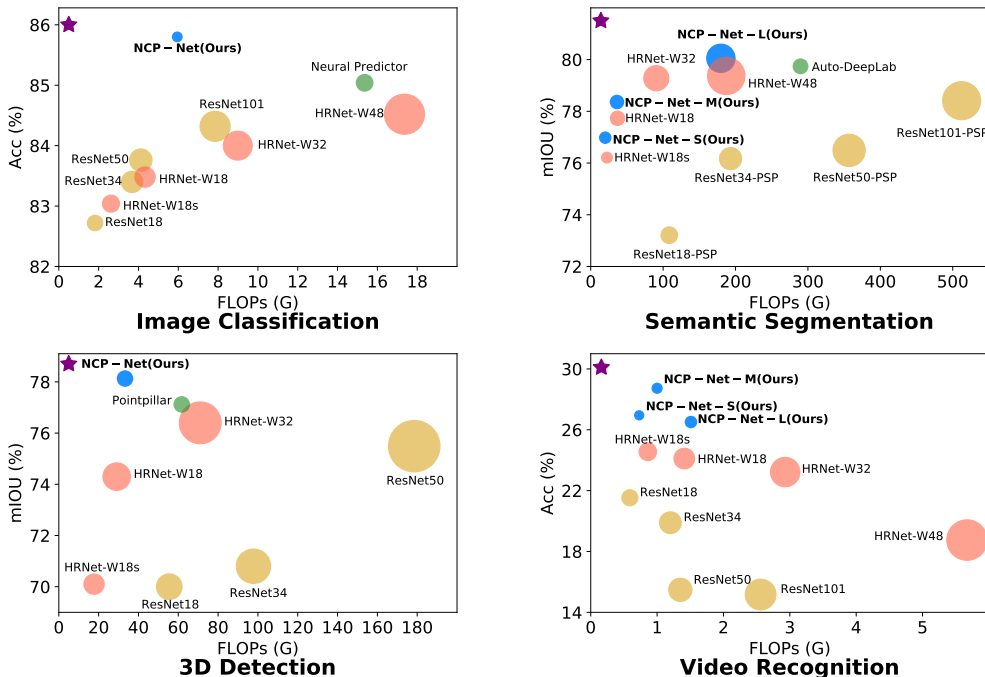 86
85
84
83
82
Acc (%)
NCP−Net(Ours)
Neural Predictor
ResNet101
HRNet-W48
HRNet-W32
ResNet50
ResNet34
HRNet-W18
HRNet-W18s
ResNet18
0 2 4 6 8 10 12 14 16 18
FLOPs (G)
Image Classification
80
78
76
74
72
mIOU (%)
NCP−Net−L(Ours)
HRNet-W32
Auto-DeepLab
HRNet-W48
NCP−Net−M(Ours)
HRNet-W18
ResNet101-PSP
NCP−Net−S(Ours)
HRNet-W18s
ResNet34-PSP
ResNet50-PSP
ResNet18-PSP
0 100 200 300 400 500
FLOPs (G)
Semantic Segmentation
78
76
74
72
70
mIOU (%)
NCP−Net(Ours)
Pointpillar
HRNet-W32
ResNet50
HRNet-W18
HRNet-W18s
ResNet18
ResNet34
0 20 40 60 80 100 120 140 160 180
FLOPs (G)
3D Detection
30
26
22
18
14
Acc (%)
NCP−Net−M(Ours)
NCP−Net−S(Ours)
NCP−Net−L(Ours)
HRNet-W18s
HRNet-W18
HRNet-W32
ResNet18
ResNet34
HRNet-W48
ResNet50
ResNet101
0 1 2 3 4 5
FLOPs (G)
Video Recognition